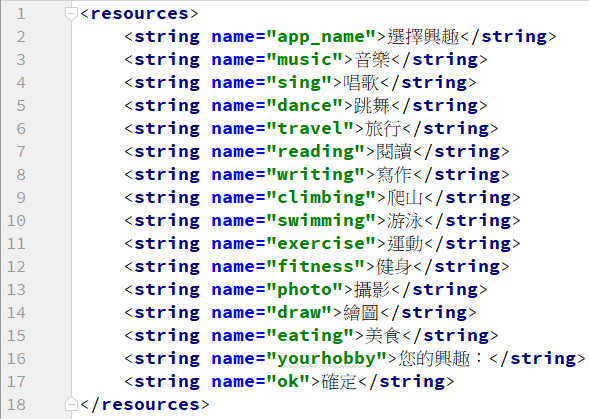 1 <resources>
2 <string name="app_name">選擇興趣</string>
3 <string name="music">音樂</string>
4 <string name="sing">唱歌</string>
5 <string name="dance">跳舞</string>
6 <string name="travel">旅行</string>
7 <string name="reading">閱讀</string>
8 <string name="writing">寫作</string>
9 <string name="climbing">爬山</string>
10 <string name="swimming">游泳</string>
11 <string name="exercise">運動</string>
12 <string name="fitness">健身</string>
13 <string name="photo">攝影</string>
14 <string name="draw">繪圖</string>
15 <string name="eating">美食</string>
16 <string name="yourhobby">您的興趣：</string>
17 <string name="ok">確定</string>
18 </resources>